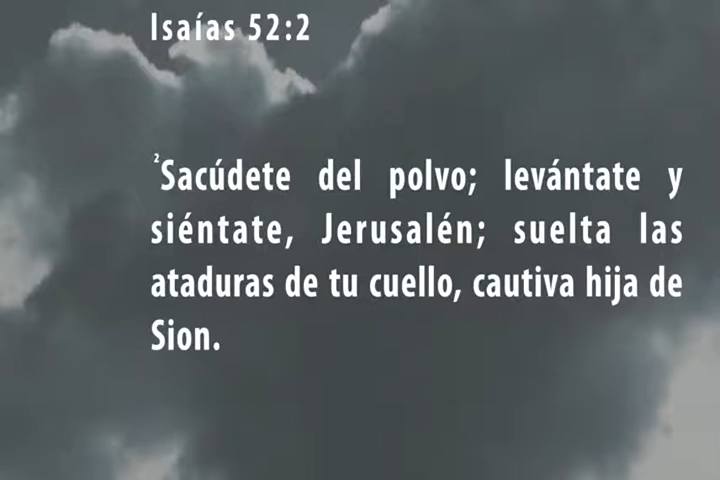 Isaías 52:2
²Sacúdete del polvo; levántate y
siéntate, Jerusalén; suelta las
ataduras de tu cuello, cautiva hija de
Sion.